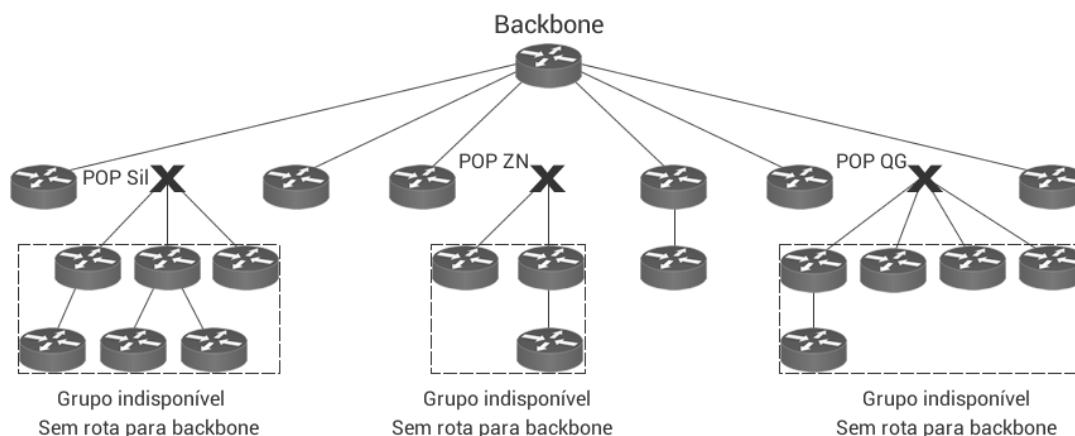 Backbone
POP Sil
POP ZN
POP QG
Grupo indisponível
Sem rota para backbone
Grupo indisponível
Sem rota para backbone
Grupo indisponível
Sem rota para backbone